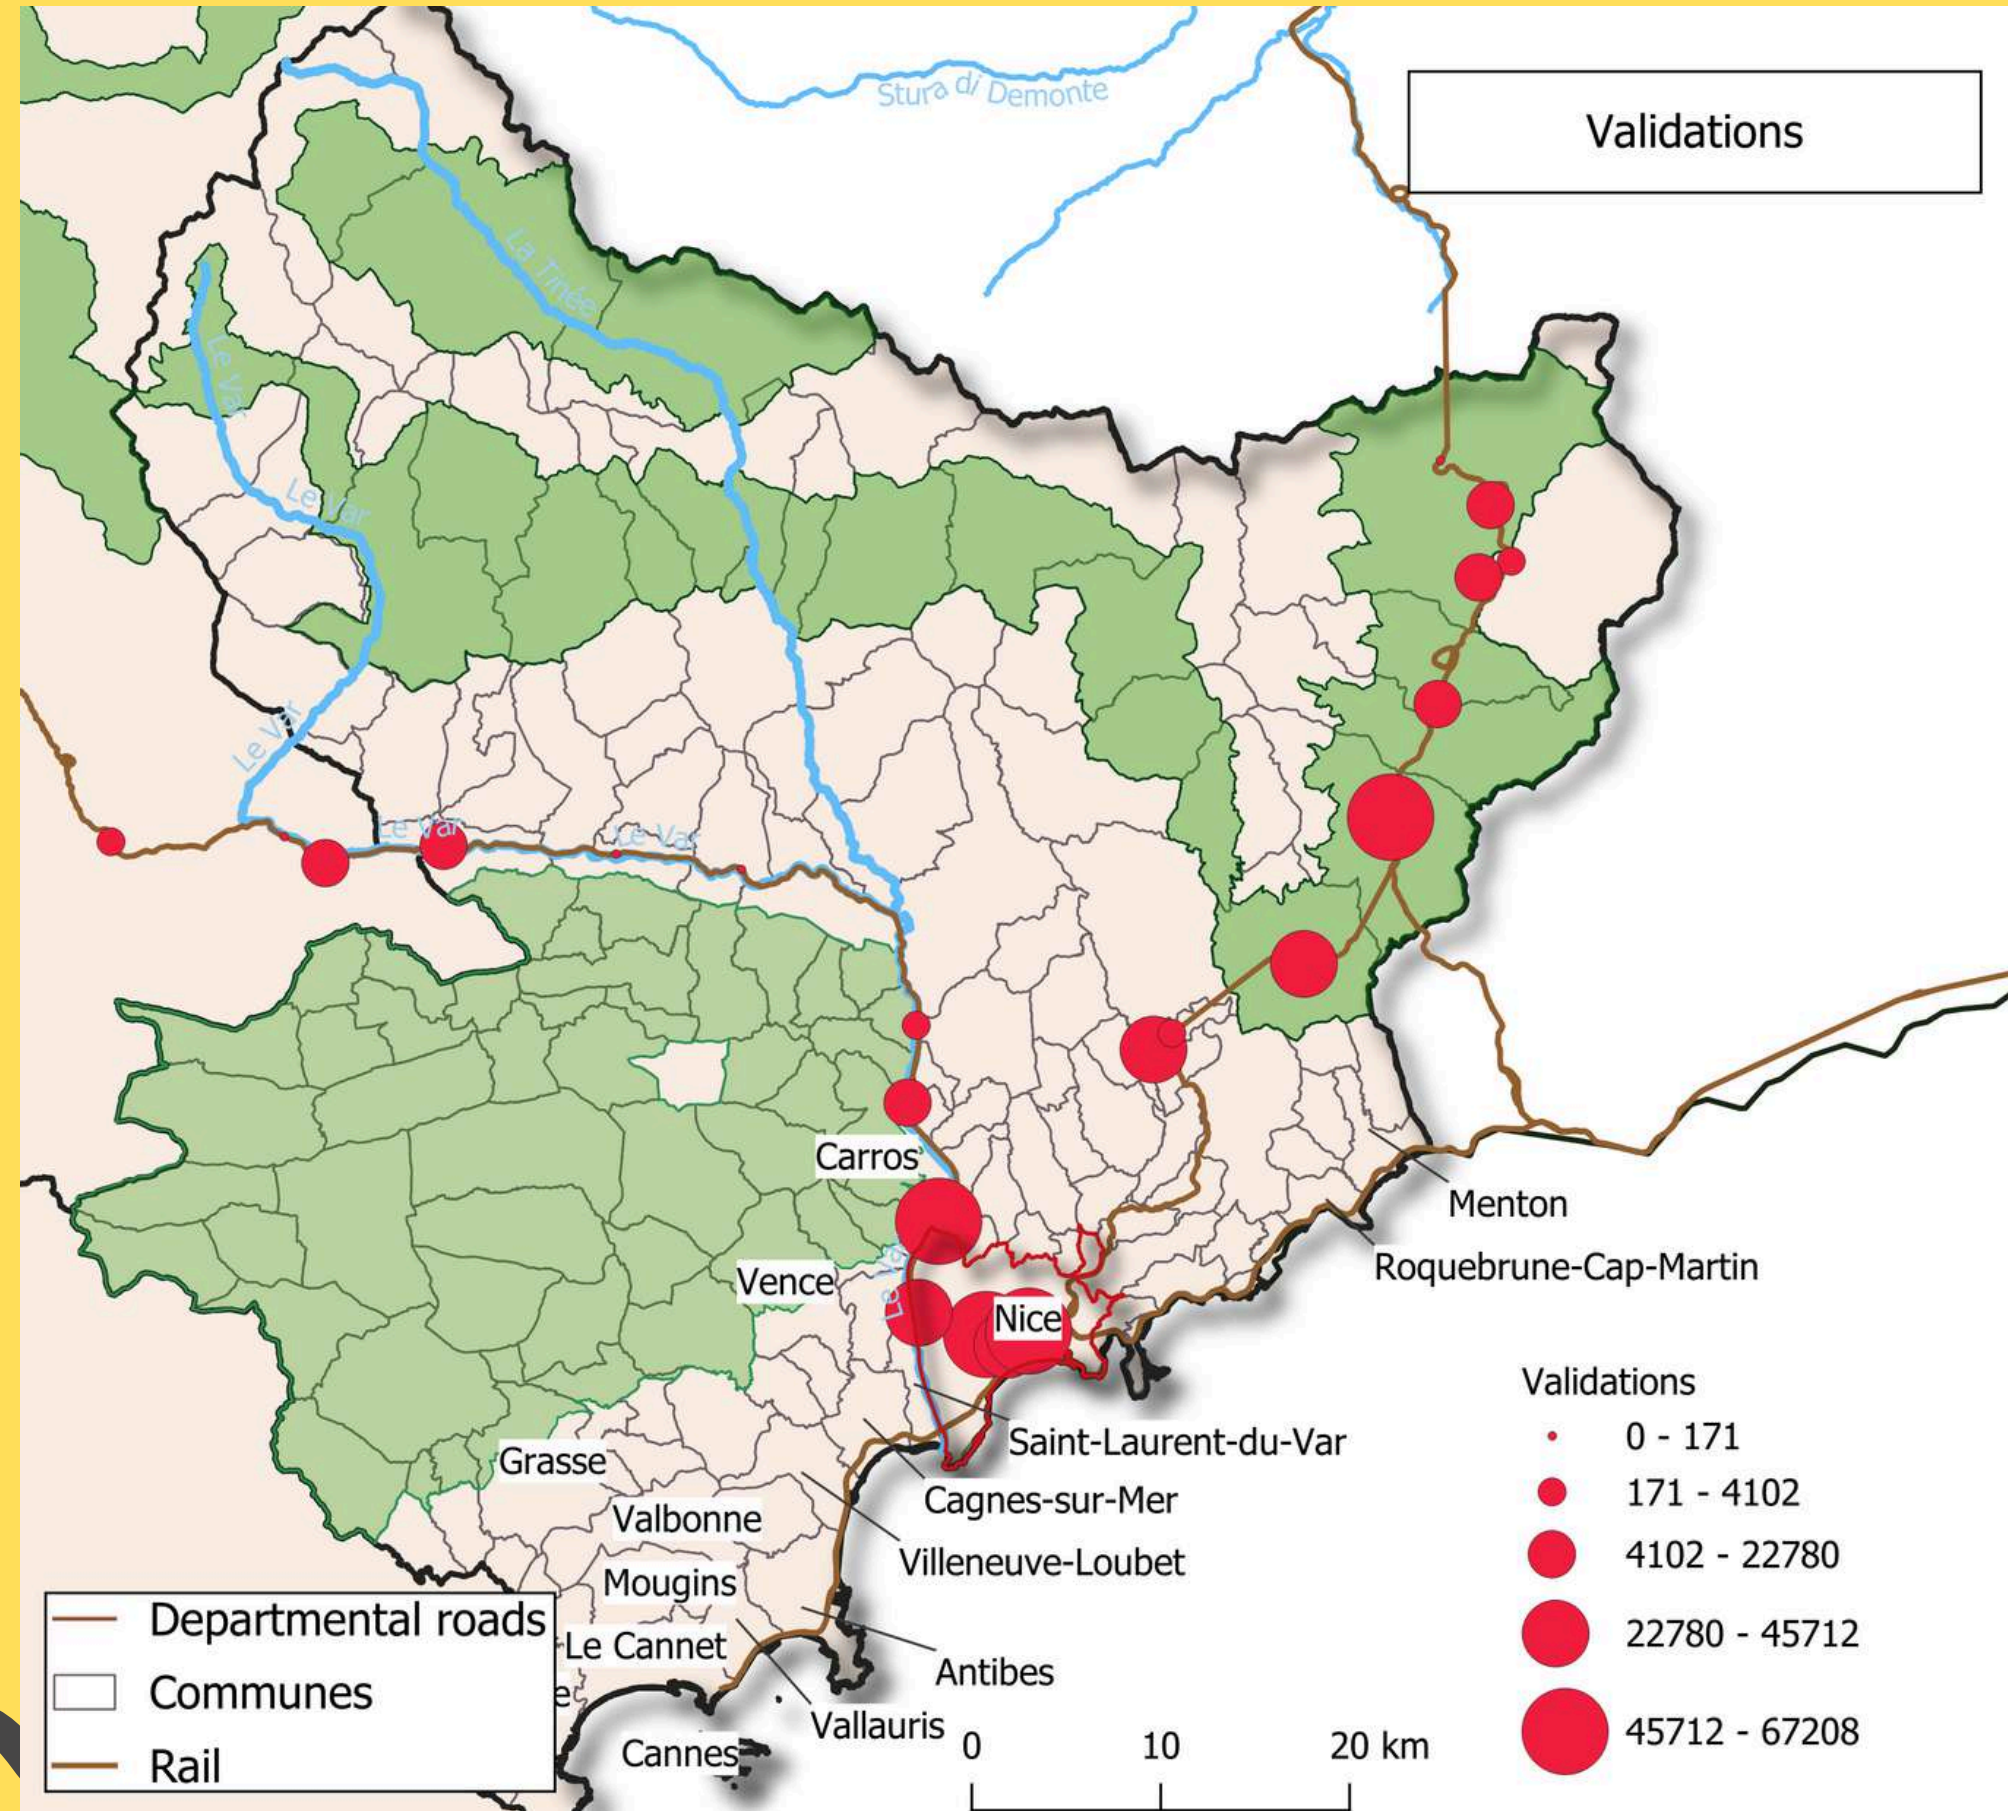 Validations
Stura di Demonte
La Tinée
Le Var
Le Var
Le Var
Le Var
Le Var
Carros
Menton
Vence
Le Va
Roquebrune-Cap-Martin
Nice
Validations
Saint-Laurent-du-Var
0 - 171
Grasse
Cagnes-sur-Mer
171 - 4102
Valbonne
Villeneuve-Loubet
4102 - 22780
Mougins
Departmental roads
22780 - 45712
Le Cannet
Antibes
Communes
e
Vallauris
45712 - 67208
Cannes
0 10 20 km
Rail